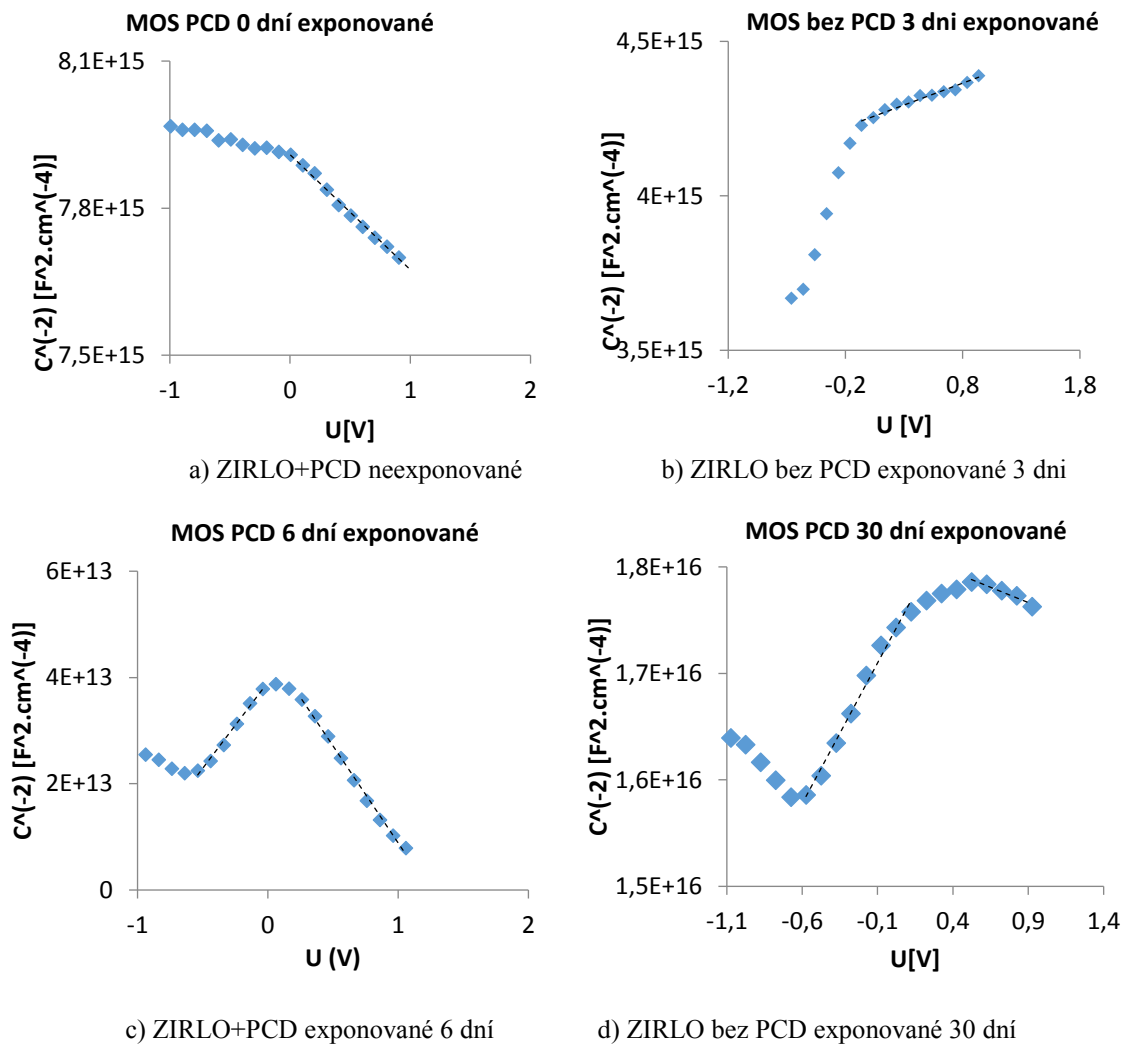 MOS PCD 0 dní exponované
8,1E+15
7,8E+15
7,5E+15
C^(-2) [F^2.cm^(-4)]
-1 0 1 2
U[V]
a) ZIRLO+PCD neexponované
MOS bez PCD 3 dni exponované
4,5E+15
4E+15
3,5E+15
C^(-2) [F^2.cm^(-4)]
-1,2 -0,2 0,8 1,8
U [V]
b) ZIRLO bez PCD exponované 3 dni
MOS PCD 6 dní exponované
6E+13
4E+13
2E+13
0
C^(-2) [F^2.cm^(-4)]
-1 0 1 2
U (V)
c) ZIRLO+PCD exponované 6 dní
MOS PCD 30 dní exponované
1,8E+16
1,7E+16
1,6E+16
1,5E+16
C^(-2) [F^2.cm^(-4)]
-1,1 -0,6 -0,1 0,4 0,9 1,4
U[V]
d) ZIRLO bez PCD exponované 30 dní